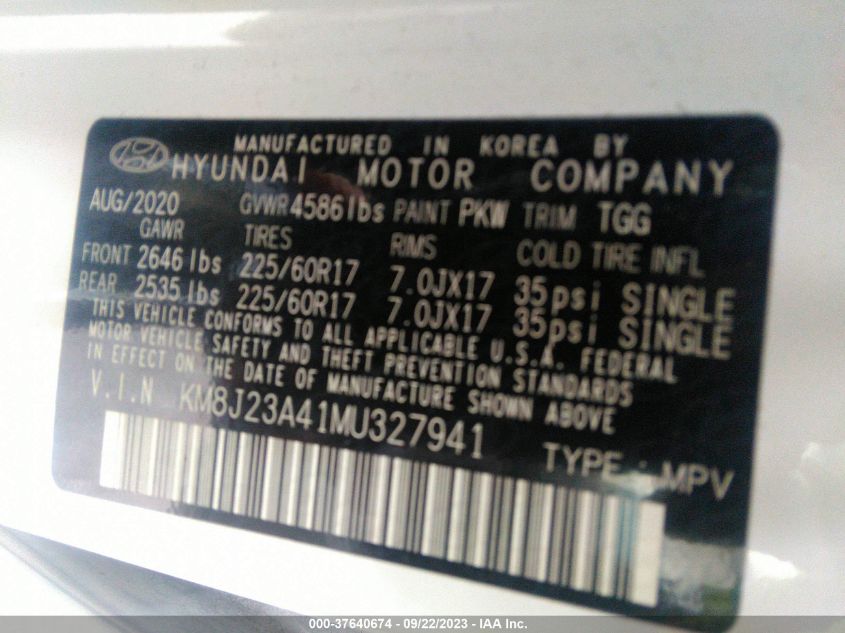 MANUFACTURED IN KOREA BY
HYUNDAI MOTOR COMPANY
AUG/2020 GVWR 4586 lbs PAINT PKW TRIM TGG
GAWR TIRES RIMS COLD TIRE INFL
FRONT 2646 lbs 225/60R17 7.0JX17 35psi SINGLE
REAR 2535 lbs 225/60R17 7.0JX17 35psi SINGLE
THIS VEHICLE CONFORMS TO ALL APPLICABLE U.S.A. FEDERAL
MOTOR VEHICLE SAFETY AND THEFT PREVENTION STANDARDS
IN EFFECT ON THE DATE OF MANUFACTURE SHOWN ABOVE
V.I.N KM8J23A41MU327941
TYPE : MPV
000-37640674 - 09/22/2023 - IAA Inc.